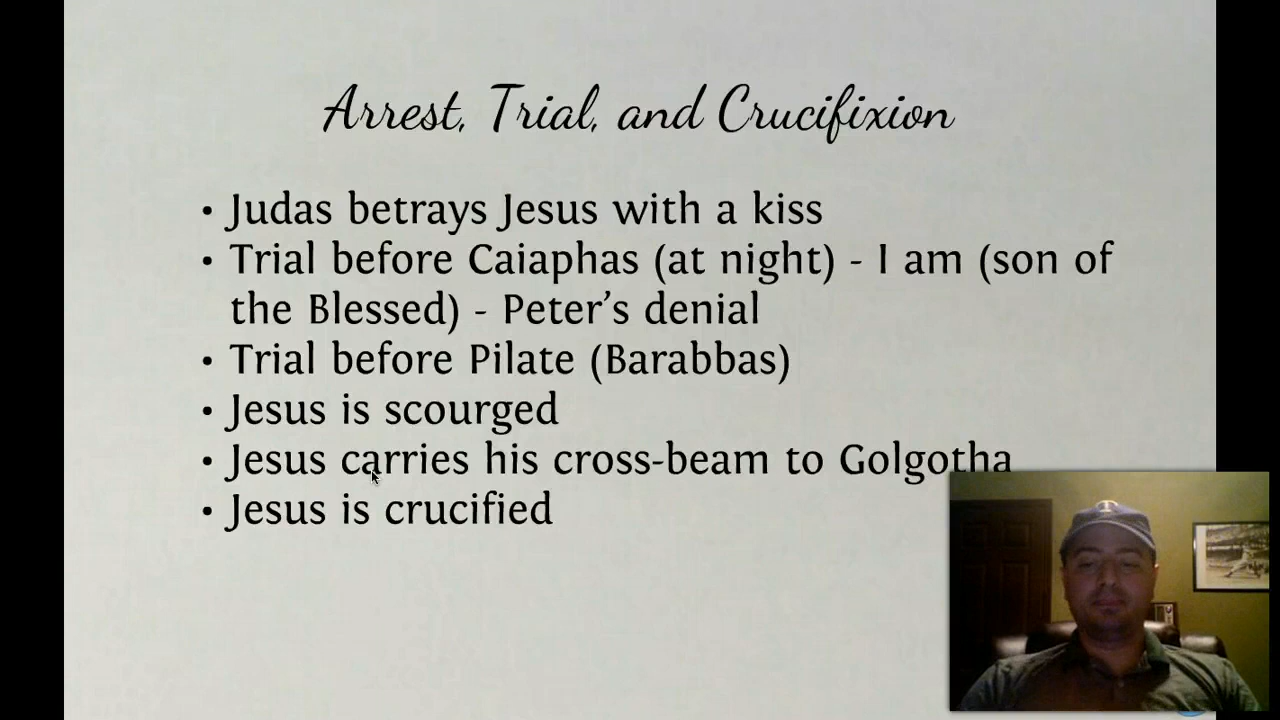 Arrest, Trial, and Crucifixion
• Judas betrays Jesus with a kiss
• Trial before Caiaphas (at night) - I am (son of
the Blessed) - Peter’s denial
• Trial before Pilate (Barabbas)
• Jesus is scourged
• Jesus carries his cross-beam to Golgotha
• Jesus is crucified